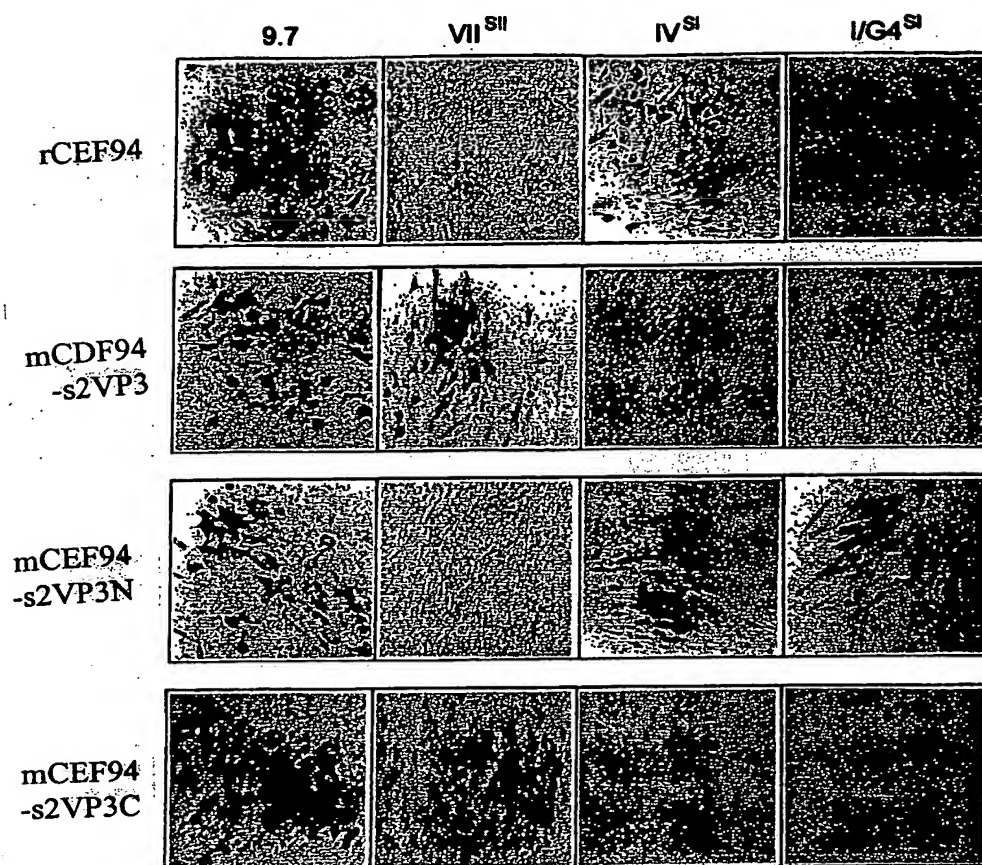 9.7 VII SII IV SI I/G4 SI
rCEF94
mCDF94
-s2VP3
mCEF94
-s2VP3N
mCEF94
-s2VP3C